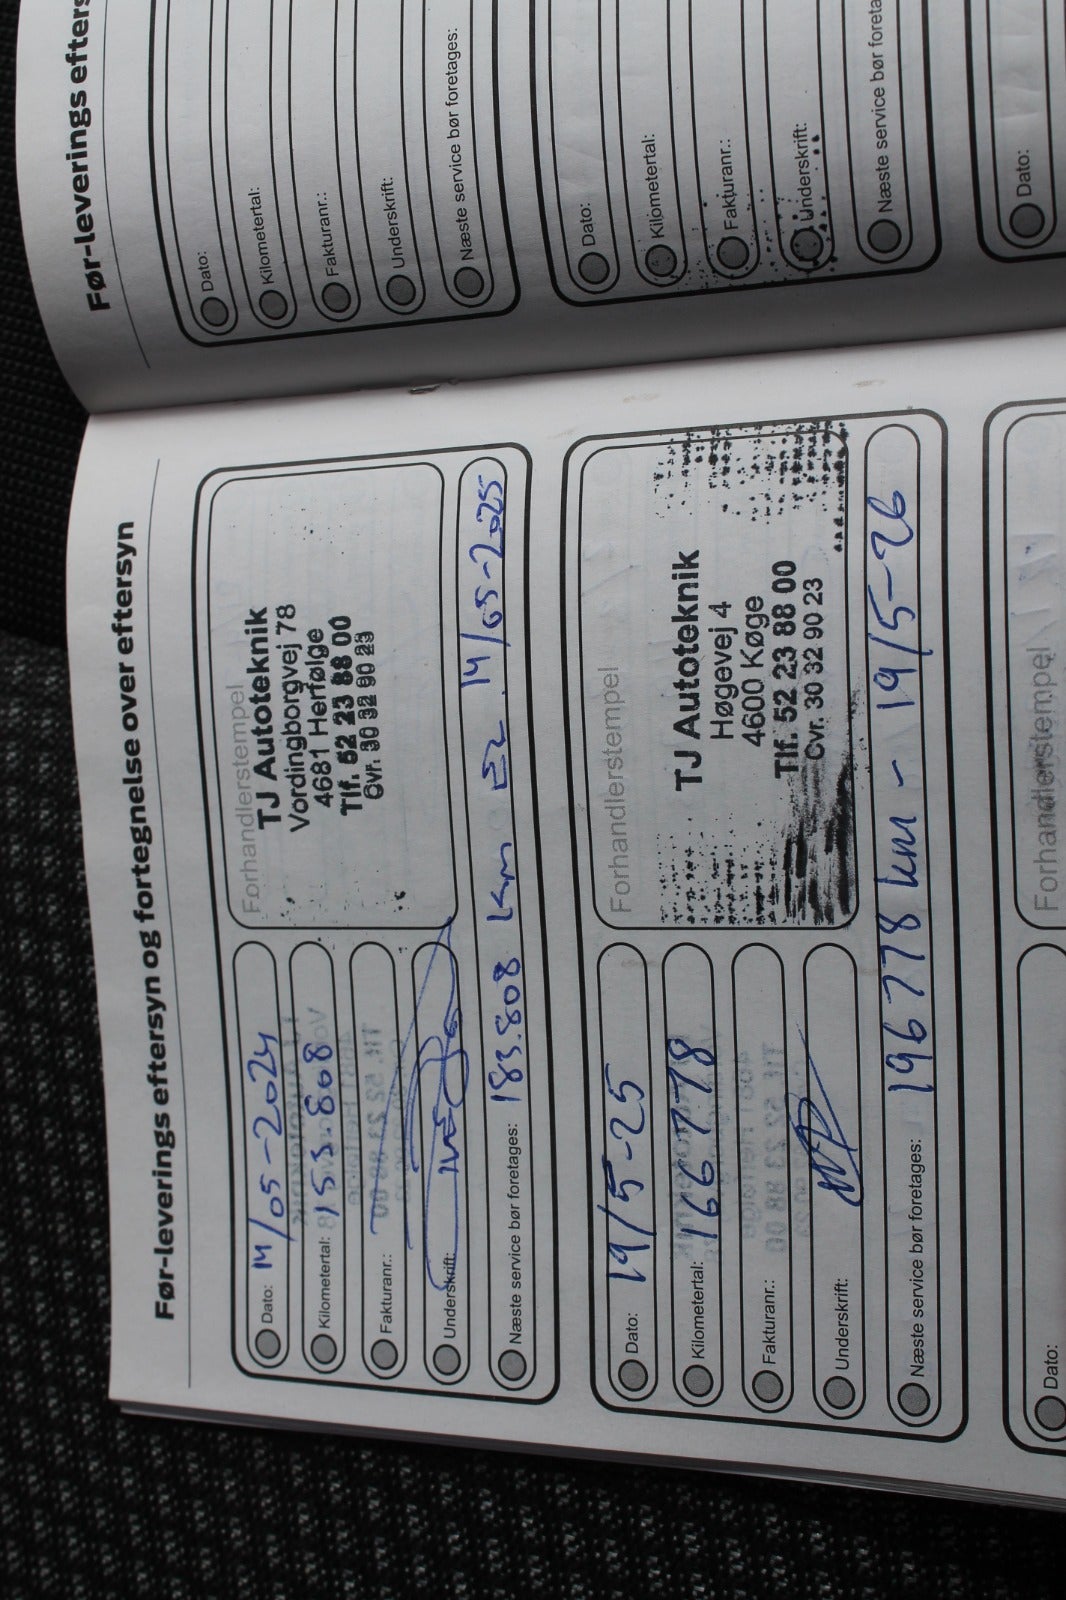 Før-leverings eftersyn og fortegnelse over eftersyn
Dato: 14/05-2024
Kilometertal: 153.808
Fakturanr.:
Underskrift:
Forhandlerstempel
TJ Autoteknik
Vordingborgvej 78
4681 Herfølge
Tlf. 52 23 88 00
Cvr. 30 32 90 23
Næste service bør foretages: 183.808 km 14/05-2025
Dato: 19/5-25
Kilometertal: 166778
Fakturanr.:
Underskrift:
Forhandlerstempel
TJ Autoteknik
Høgevej 4
4600 Køge
Tlf. 52 23 88 00
Cvr. 30 32 90 23
Næste service bør foretages: 196778 km - 19/5-26
Dato:
Forhandlerstempel
Før-leverings
Dato:
Kilometertal:
Fakturanr.:
Underskrift:
Næste service bør foretages:
Dato:
Kilometertal:
Fakturanr.:
Underskrift:
Næste service bør
Dato: